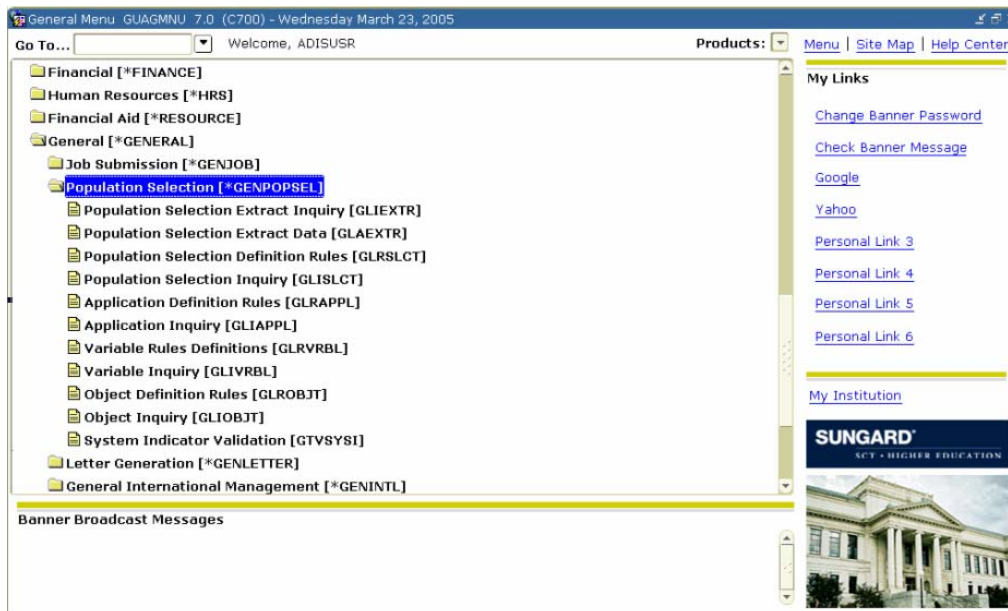 General Menu GUAGMNU 7.0 (C700) - Wednesday March 23, 2005
Go To... Welcome, ADISUSR Products: Menu | Site Map | Help Center
Financial [*FINANCE]
Human Resources [*HRS]
Financial Aid [*RESOURCE]
General [*GENERAL]
Job Submission [*GENJOB]
Population Selection [*GENPOPSEL]
Population Selection Extract Inquiry [GLIEXTR]
Population Selection Extract Data [GLAEXTR]
Population Selection Definition Rules [GLRSLCT]
Population Selection Inquiry [GLISLCT]
Application Definition Rules [GLRAPPL]
Application Inquiry [GLIAPPL]
Variable Rules Definitions [GLRVRBL]
Variable Inquiry [GLIVRBL]
Object Definition Rules [GLROBJT]
Object Inquiry [GLIOBJT]
System Indicator Validation [GTVSYSI]
Letter Generation [*GENLETTER]
General International Management [*GENINTL]
Banner Broadcast Messages
My Links
Change Banner Password
Check Banner Message
Google
Yahoo
Personal Link 3
Personal Link 4
Personal Link 5
Personal Link 6
My Institution
SUNGARD®
SCT • HIGHER EDUCATION